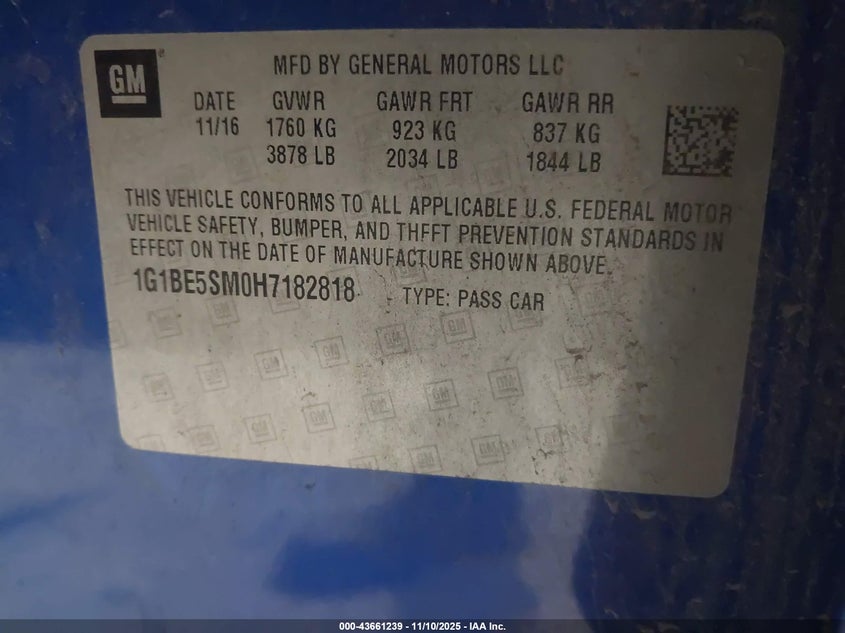 GM
MFD BY GENERAL MOTORS LLC
DATE GVWR GAWR FRT GAWR RR
11/16 1760 KG 923 KG 837 KG
3878 LB 2034 LB 1844 LB
THIS VEHICLE CONFORMS TO ALL APPLICABLE U.S. FEDERAL MOTOR
VEHICLE SAFETY, BUMPER, AND THFFT PREVENTION STANDARDS IN
EFFECT ON THE DATE OF MANUFACTURE SHOWN ABOVE.
1G1BE5SM0H7182818 TYPE: PASS CAR
000-43661239 - 11/10/2025 - IAA Inc.